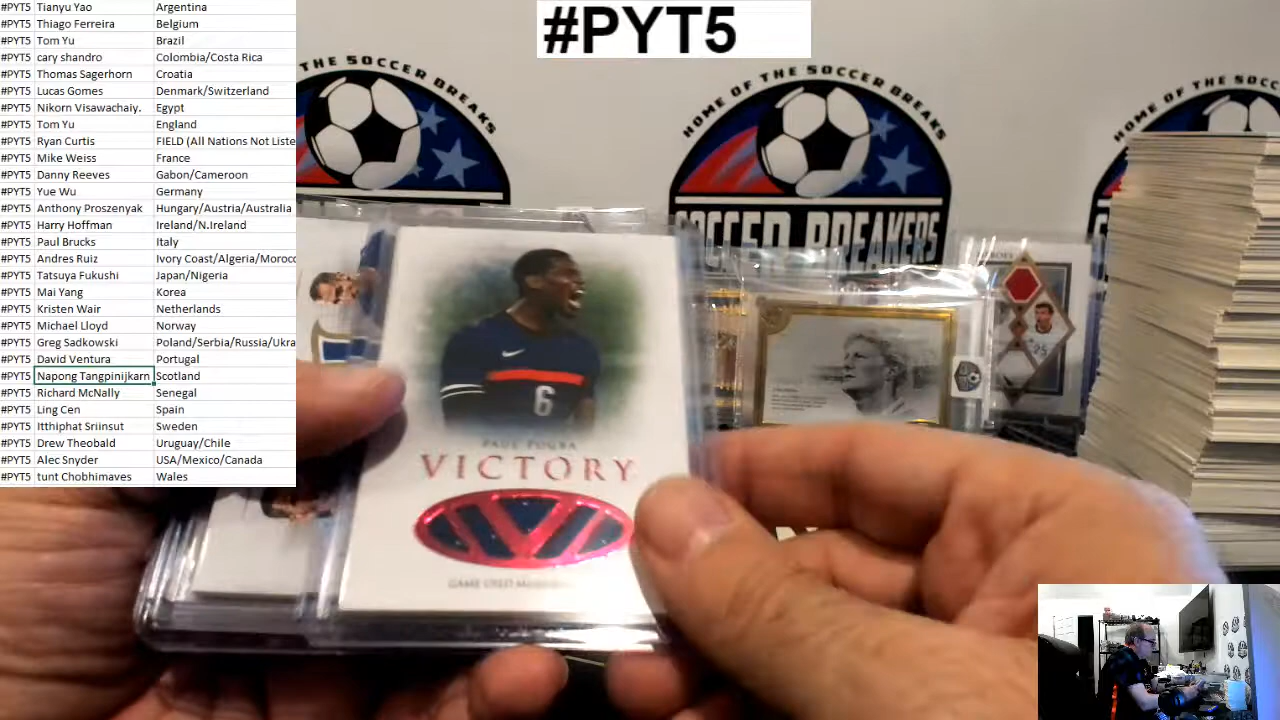 #PYT5 Tianyu Yao Argentina
#PYT5 Thiago Ferreira Belgium
#PYT5 Tom Yu Brazil
#PYT5 cary shandro Colombia/Costa Rica
#PYT5 Thomas Sagerhorn Croatia
#PYT5 Lucas Gomes Denmark/Switzerland
#PYT5 Nikorn Visawachaiy. Egypt
#PYT5 Tom Yu England
#PYT5 Ryan Curtis FIELD (All Nations Not Liste
#PYT5 Mike Weiss France
#PYT5 Danny Reeves Gabon/Cameroon
#PYT5 Yue Wu Germany
#PYT5 Anthony Proszenyak Hungary/Austria/Australia
#PYT5 Harry Hoffman Ireland/N.Ireland
#PYT5 Paul Brucks Italy
#PYT5 Andres Ruiz Ivory Coast/Algeria/Moroco
#PYT5 Tatsuya Fukushi Japan/Nigeria
#PYT5 Mai Yang Korea
#PYT5 Kristen Wair Netherlands
#PYT5 Michael Lloyd Norway
#PYT5 Greg Sadkowski Poland/Serbia/Russia/Ukra
#PYT5 David Ventura Portugal
#PYT5 Napong Tangpinijkarn Scotland
#PYT5 Richard McNally Senegal
#PYT5 Ling Cen Spain
#PYT5 Itthiphat Sriinsut Sweden
#PYT5 Drew Theobald Uruguay/Chile
#PYT5 Alec Snyder USA/Mexico/Canada
#PYT5 tunt Chobhimaves Wales
#PYT5
THE SOCCER BREAKS
HOME OF THE SOCCER BREAKS
SOCCER BREAKERS
HOME OF THE SOCCER
6
PAUL POGBA
VICTORY
GAME USED
25